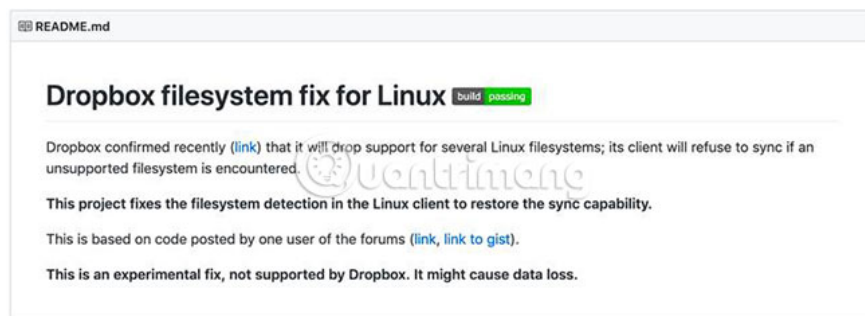 README.md
Dropbox filesystem fix for Linux build passing
Dropbox confirmed recently (link) that it will drop support for several Linux filesystems; its client will refuse to sync if an
unsupported filesystem is encountered.
Quantrimang
This project fixes the filesystem detection in the Linux client to restore the sync capability.
This is based on code posted by one user of the forums (link, link to gist).
This is an experimental fix, not supported by Dropbox. It might cause data loss.